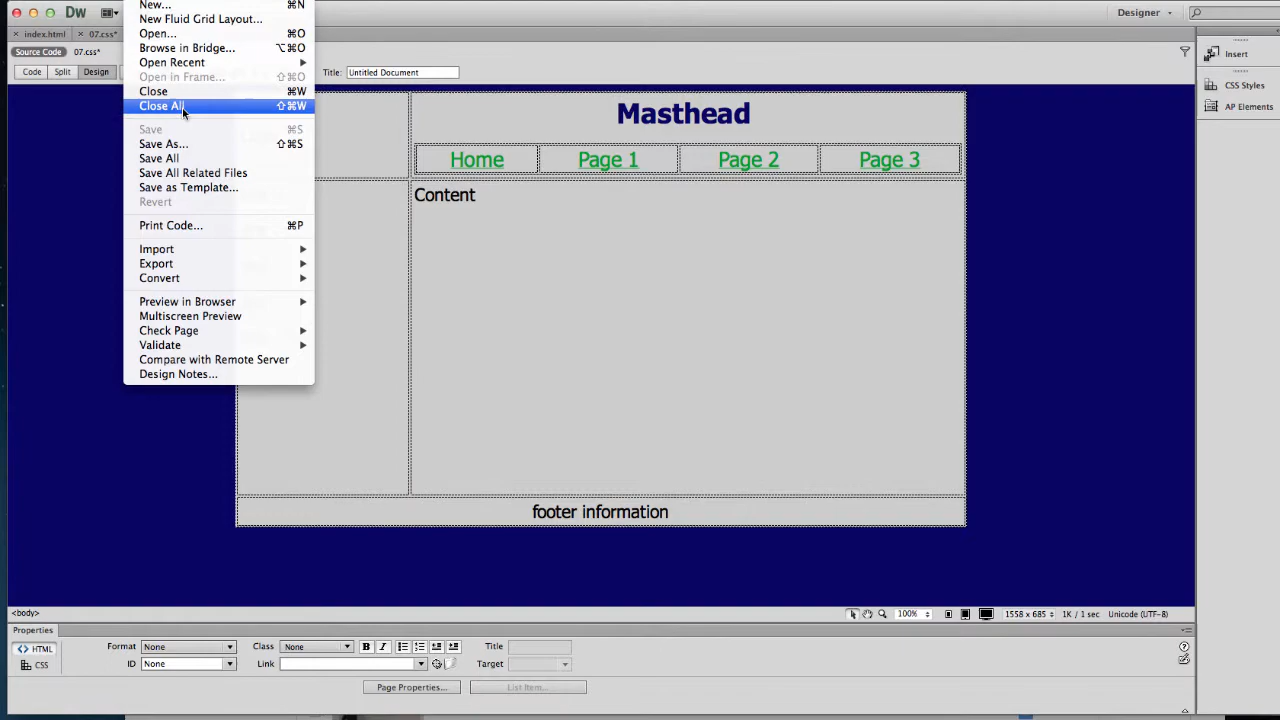 Dw
Designer
New... ⌘N
New Fluid Grid Layout...
Open... ⌘O
Browse in Bridge... ⌥⌘O
Open Recent
Open in Frame... ⇧⌘O
Close ⌘W
Close All ⇧⌘W
Save ⌘S
Save As... ⇧⌘S
Save All
Save All Related Files
Save as Template...
Revert
Print Code... ⌘P
Import
Export
Convert
Preview in Browser
Multiscreen Preview
Check Page
Validate
Compare with Remote Server
Design Notes...
index.html × 07.css*
Source Code 07.css*
Code Split Design Title: Untitled Document
Insert
CSS Styles
AP Elements
Masthead
Home Page 1 Page 2 Page 3
Content
footer information
<body> 100% 1558 x 685 1K / 1 sec Unicode (UTF-8)
Properties
<> HTML Format None Class None B I Title
CSS ID None Link Target
Page Properties... List Item...